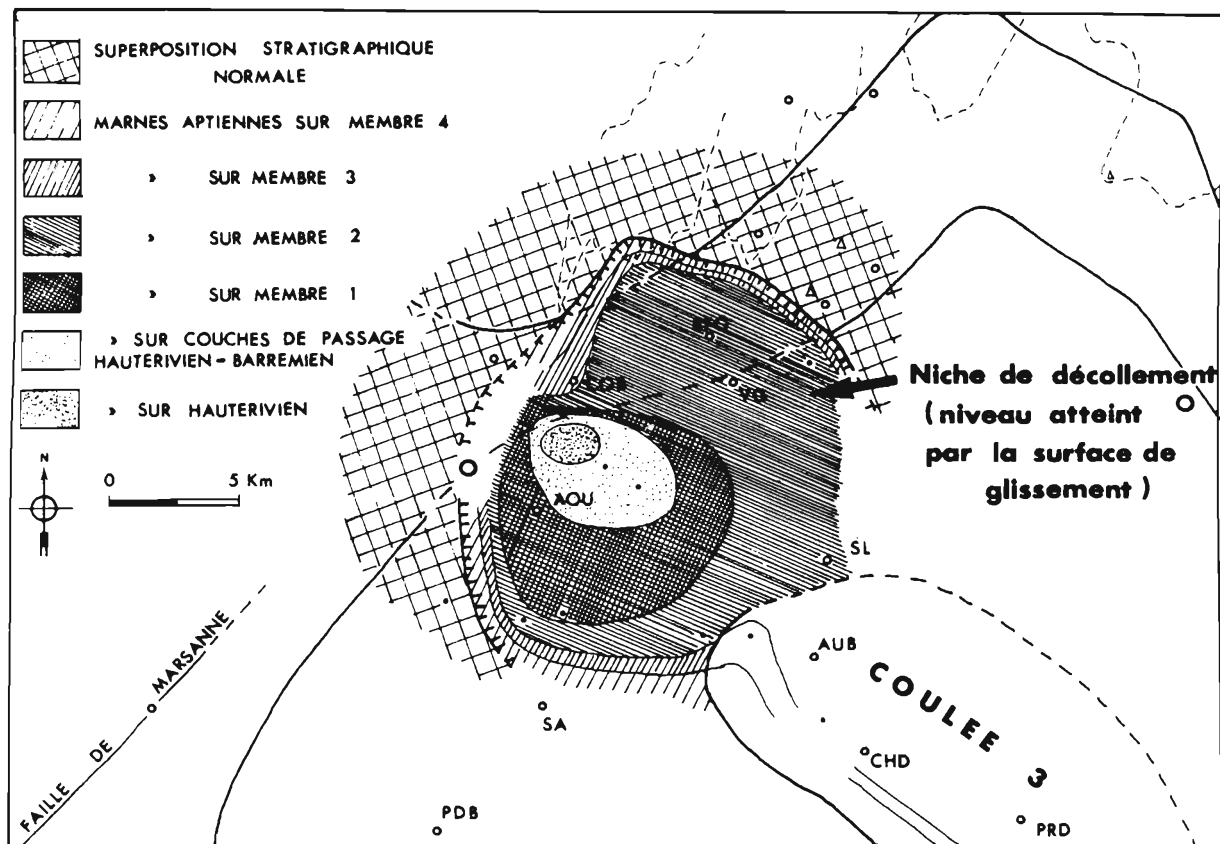 SUPERPOSITION STRATIGRAPHIQUE
NORMALE
MARNES APTIENNES SUR MEMBRE 4
» SUR MEMBRE 3
» SUR MEMBRE 2
» SUR MEMBRE 1
» SUR COUCHES DE PASSAGE
HAUTERIVIEN-BARREMIEN
» SUR HAUTERIVIEN
N
0 5 Km
Niche de décollement
(niveau atteint
par la surface de
glissement)
COB
VG
AOU
SL
AUB
COULEE 3
SA
CHD
PDB
PRD
FAILLE DE MARSANNE